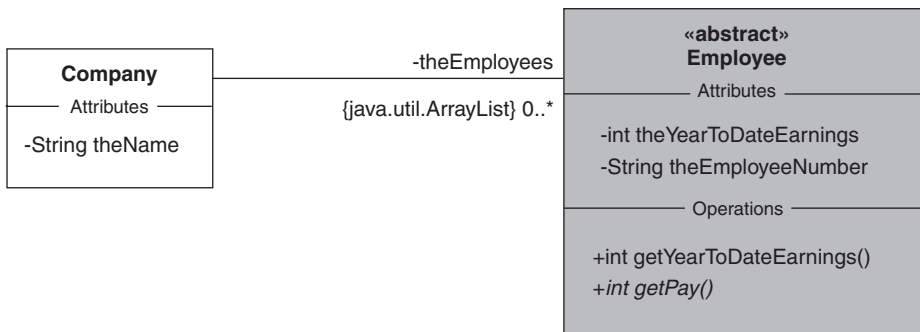 Company
Attributes
-String theName
-theEmployees
{java.util.ArrayList} 0..*
«abstract»
Employee
Attributes
-int theYearToDateEarnings
-String theEmployeeNumber
Operations
+int getYearToDateEarnings()
+int getPay()